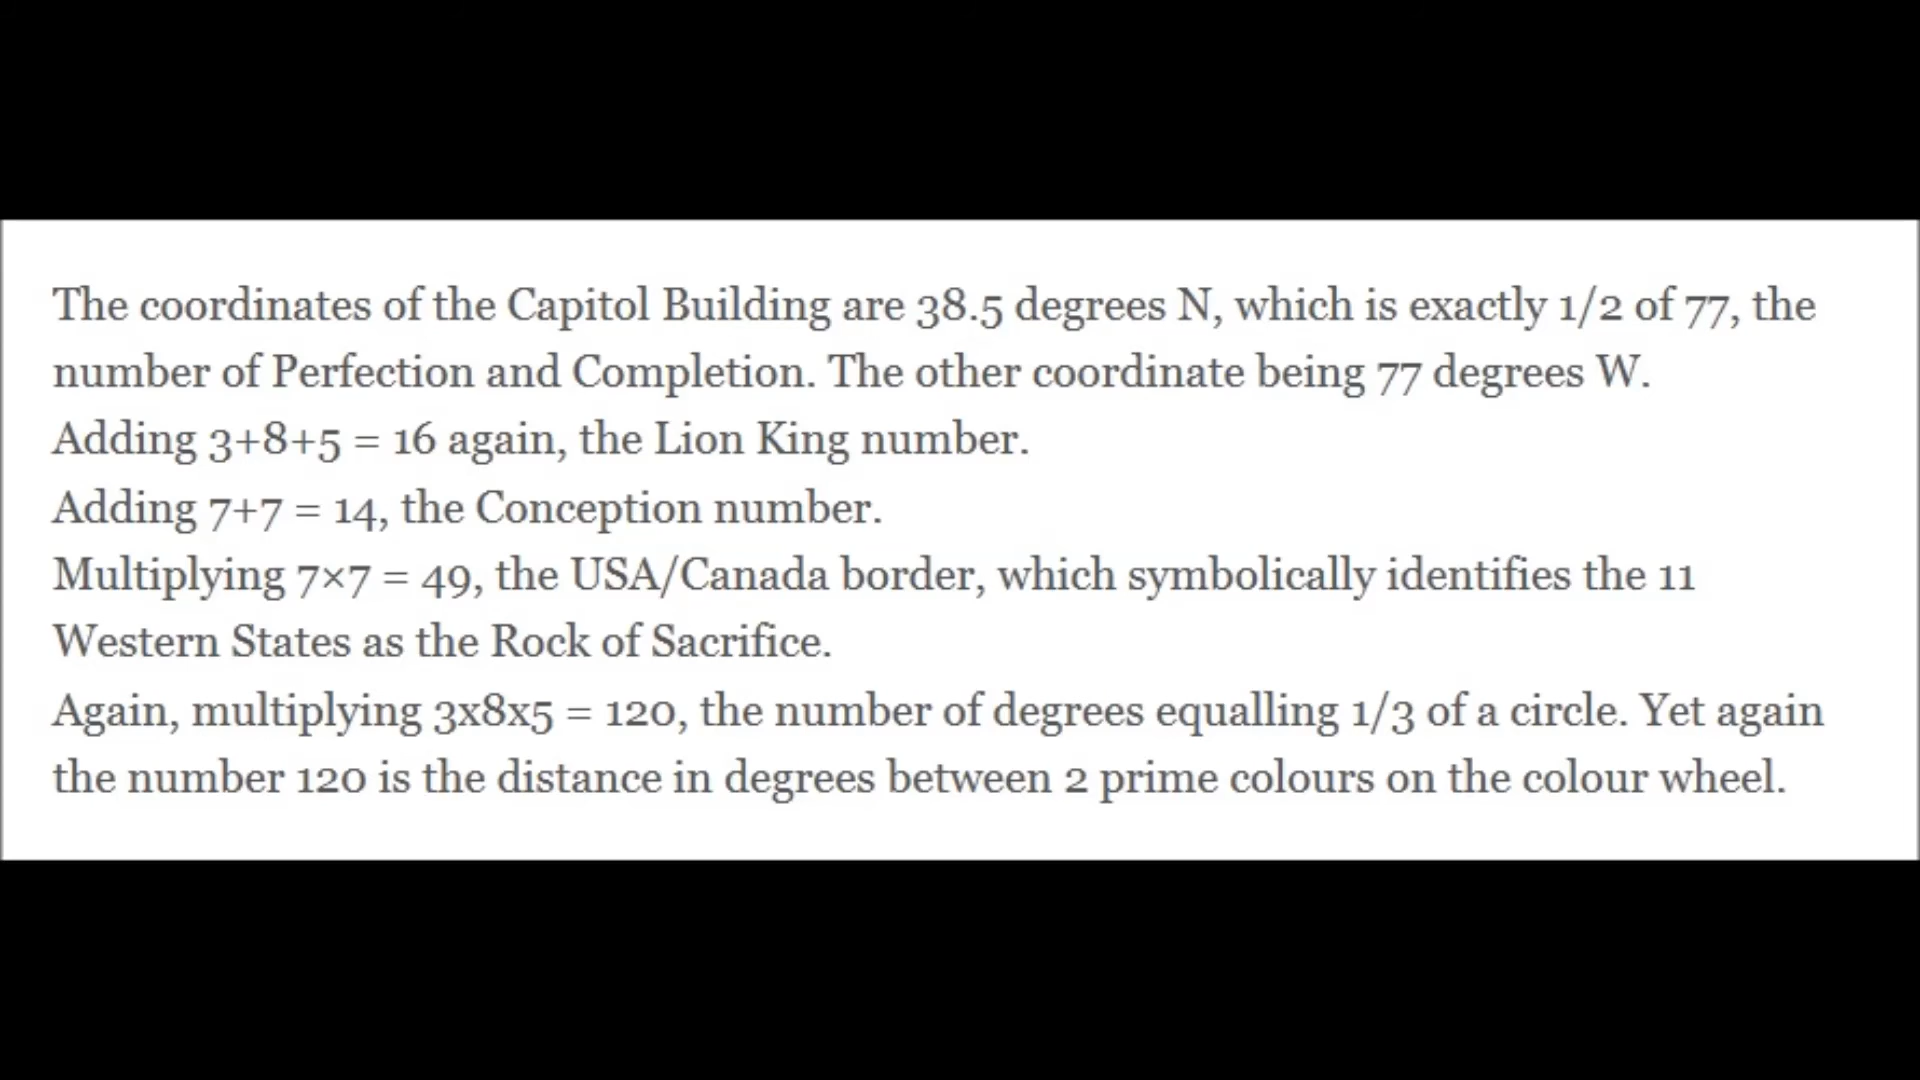 The coordinates of the Capitol Building are 38.5 degrees N, which is exactly 1/2 of 77, the
number of Perfection and Completion. The other coordinate being 77 degrees W.
Adding 3+8+5 = 16 again, the Lion King number.
Adding 7+7 = 14, the Conception number.
Multiplying 7×7 = 49, the USA/Canada border, which symbolically identifies the 11
Western States as the Rock of Sacrifice.
Again, multiplying 3x8x5 = 120, the number of degrees equalling 1/3 of a circle. Yet again
the number 120 is the distance in degrees between 2 prime colours on the colour wheel.